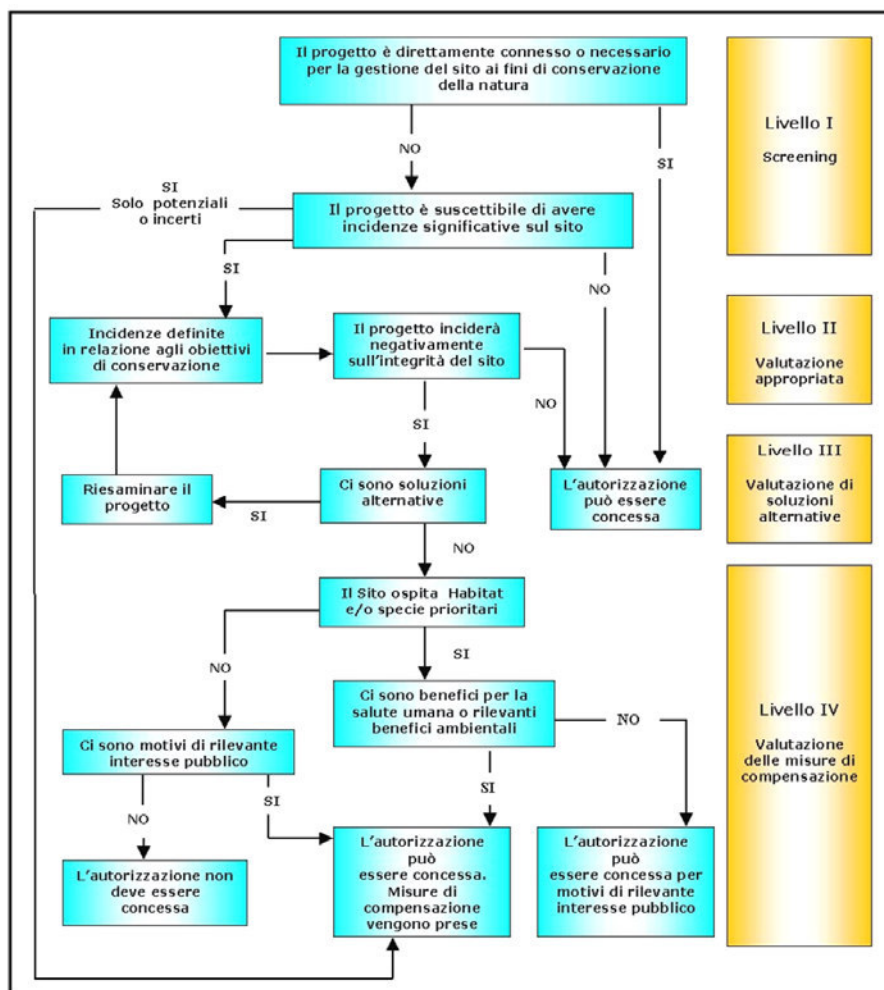 Il progetto è direttamente connesso o necessario
per la gestione del sito ai fini di conservazione
della natura
Livello I
Screening
NO
SI
SI
Solo potenziali
o incerti
Il progetto è suscettibile di avere
incidenze significative sul sito
SI
NO
Incidenze definite
in relazione agli obiettivi
di conservazione
Il progetto inciderà
negativamente
sull'integrità del sito
Livello II
Valutazione
appropriata
SI
NO
Riesaminare il
progetto
SI
Ci sono soluzioni
alternative
L'autorizzazione
può essere
concessa
Livello III
Valutazione di
soluzioni
alternative
NO
Il Sito ospita Habitat
e/o specie prioritari
NO
SI
Ci sono benefici per la
salute umana o rilevanti
benefici ambientali
NO
Livello IV
Valutazione
delle misure di
compensazione
Ci sono motivi di rilevante
interesse pubblico
NO
SI
SI
L'autorizzazione non
deve essere
concessa
L'autorizzazione
può
essere concessa.
Misure di
compensazione
vengono prese
L'autorizzazione
può
essere concessa per
motivi di rilevante
interesse pubblico